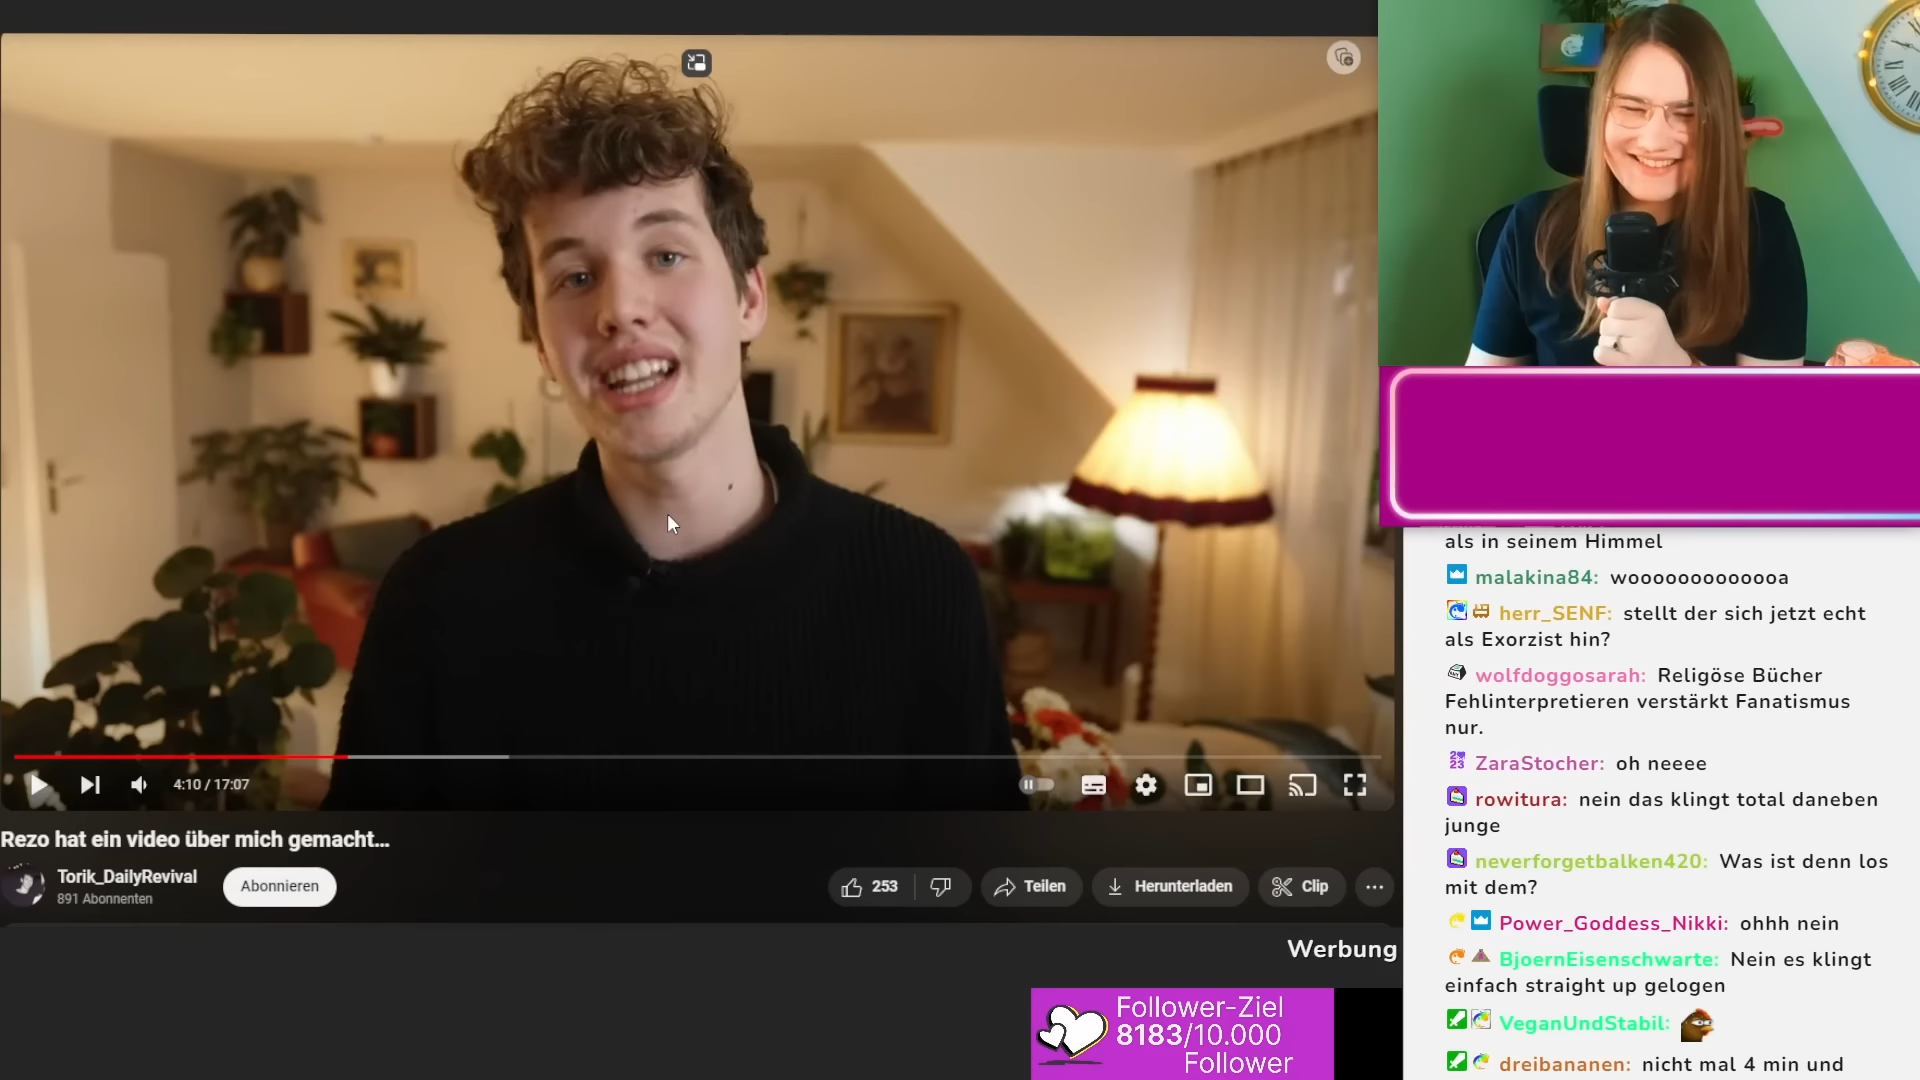 4:10 / 17:07
Rezo hat ein video über mich gemacht...
Torik_DailyRevival
891 Abonnenten
Abonnieren
253
Teilen
Herunterladen
Clip
Werbung
Follower-Ziel
8183/10.000
Follower
als in seinem Himmel
malakina84: wooooooooooooa
herr_SENF: stellt der sich jetzt echt
als Exorzist hin?
wolfdoggosarah: Religöse Bücher
Fehlinterpretieren verstärkt Fanatismus
nur.
ZaraStocher: oh neeee
rowitura: nein das klingt total daneben
junge
neverforgetbalken420: Was ist denn los
mit dem?
Power_Goddess_Nikki: ohhh nein
BjoernEisenschwarte: Nein es klingt
einfach straight up gelogen
VeganUndStabil:
dreibananen: nicht mal 4 min und